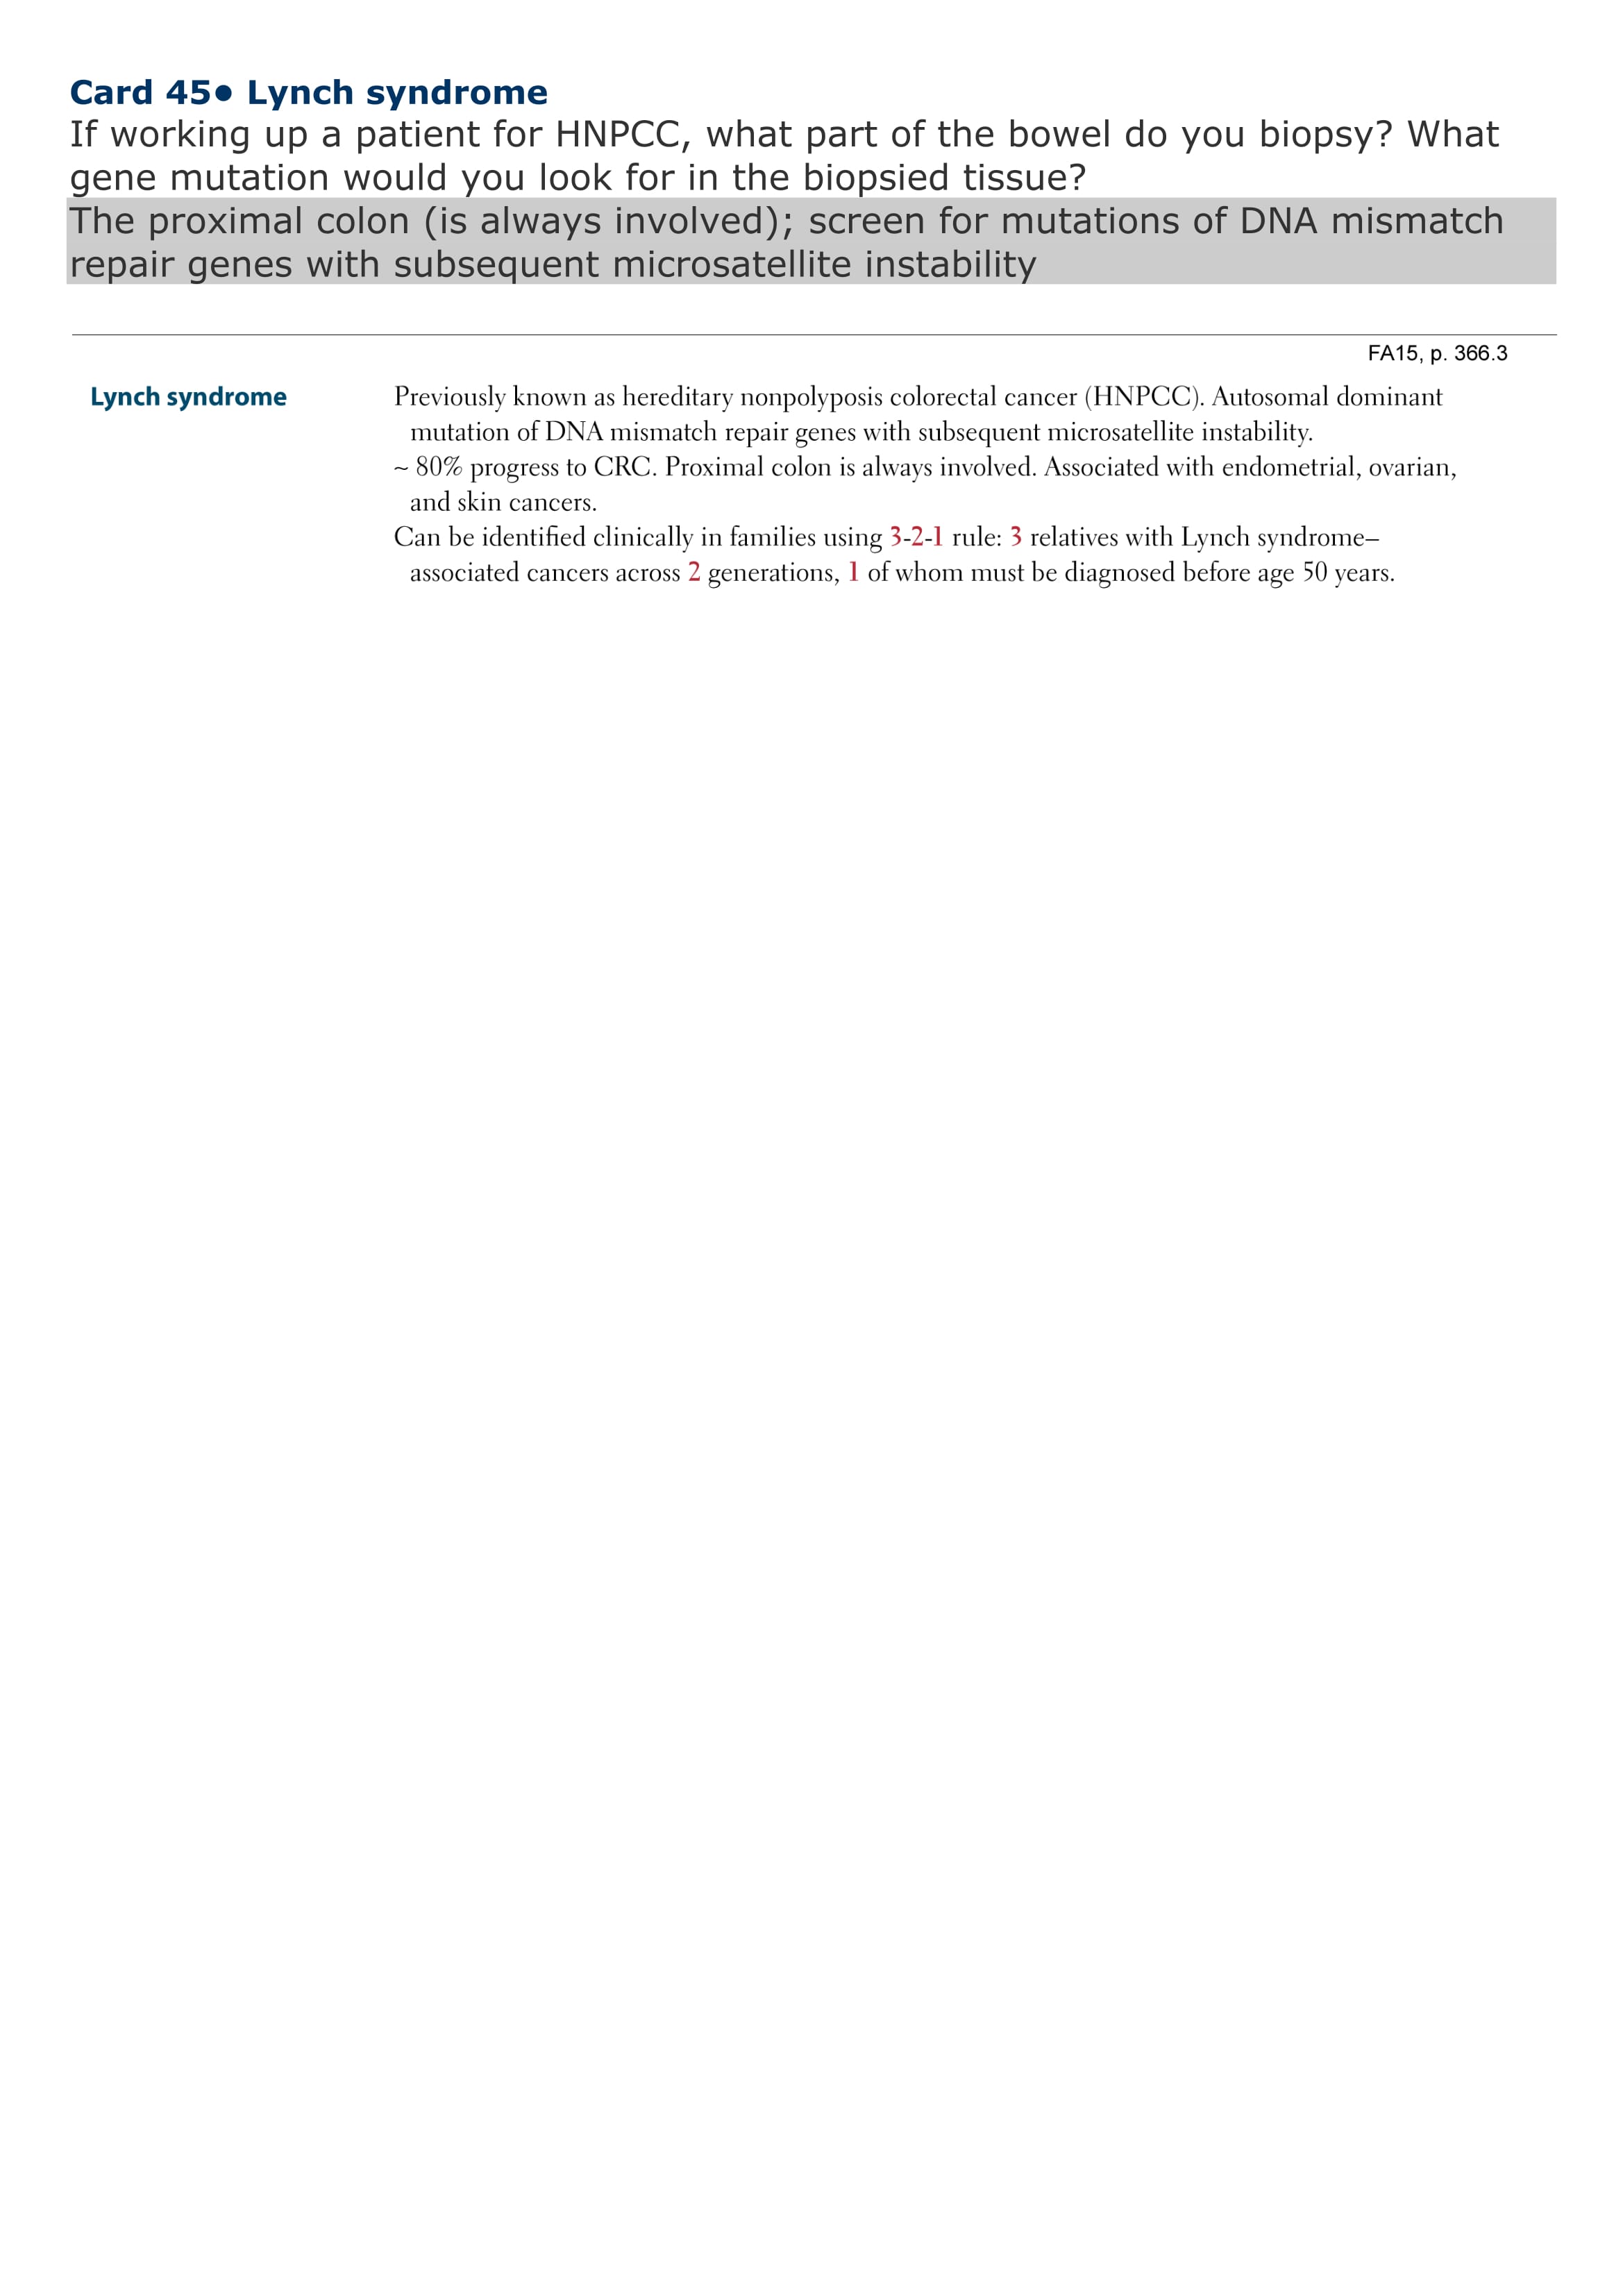 Card 45● Lynch syndrome
If working up a patient for HNPCC, what part of the bowel do you biopsy? What
gene mutation would you look for in the biopsied tissue?
The proximal colon (is always involved); screen for mutations of DNA mismatch
repair genes with subsequent microsatellite instability
FA15, p. 366.3
Lynch syndrome
Previously known as hereditary nonpolyposis colorectal cancer (HNPCC). Autosomal dominant
mutation of DNA mismatch repair genes with subsequent microsatellite instability.
~ 80% progress to CRC. Proximal colon is always involved. Associated with endometrial, ovarian,
and skin cancers.
Can be identified clinically in families using 3-2-1 rule: 3 relatives with Lynch syndrome–
associated cancers across 2 generations, 1 of whom must be diagnosed before age 50 years.